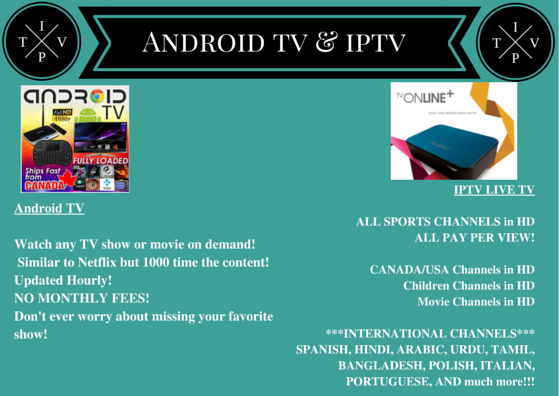 I
T V
P
ANDROID TV & IPTV
I
T V
P
ANDROID
TV
Full HD
1080P
FULLY LOADED
Ships Fast
from
CANADA
TVONLINE+
Android TV
Watch any TV show or movie on demand!
Similar to Netflix but 1000 time the content!
Updated Hourly!
NO MONTHLY FEES!
Don't ever worry about missing your favorite
show!
IPTV LIVE TV
ALL SPORTS CHANNELS in HD
ALL PAY PER VIEW!
CANADA/USA Channels in HD
Children Channels in HD
Movie Channels in HD
***INTERNATIONAL CHANNELS***
SPANISH, HINDI, ARABIC, URDU, TAMIL,
BANGLADESH, POLISH, ITALIAN,
PORTUGUESE, AND much more!!!